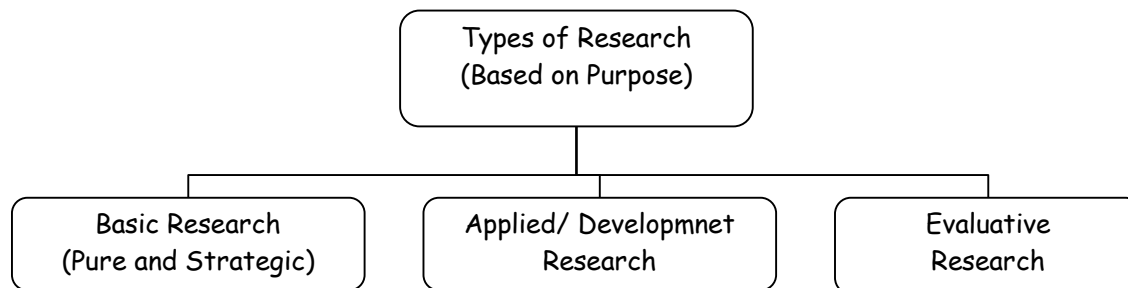 Types of Research
(Based on Purpose)
Basic Research
(Pure and Strategic)
Applied/ Developmnet
Research
Evaluative
Research